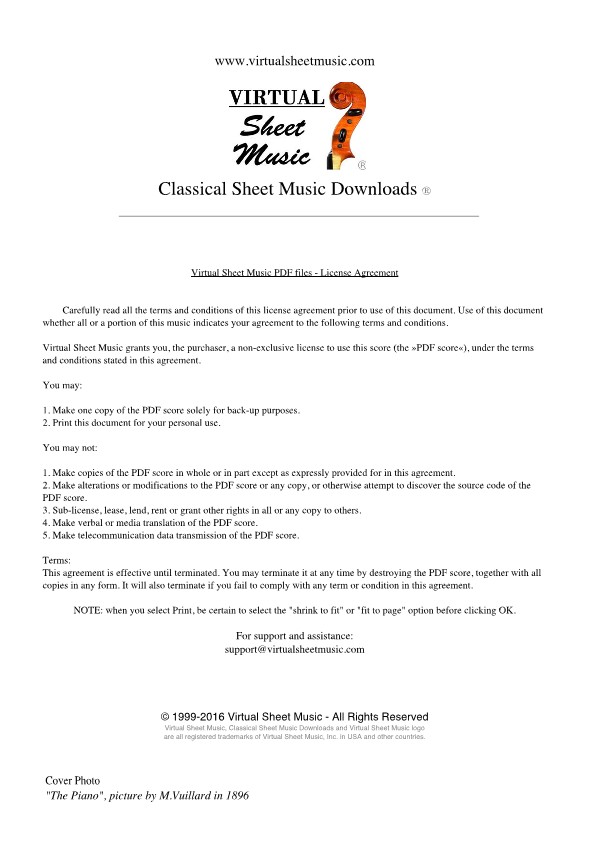 www.virtualsheetmusic.com
VIRTUAL
Sheet
Music
®
Classical Sheet Music Downloads ®
Virtual Sheet Music PDF files - License Agreement
Carefully read all the terms and conditions of this license agreement prior to use of this document. Use of this document
whether all or a portion of this music indicates your agreement to the following terms and conditions.
Virtual Sheet Music grants you, the purchaser, a non-exclusive license to use this score (the »PDF score«), under the terms
and conditions stated in this agreement.
You may:
1. Make one copy of the PDF score solely for back-up purposes.
2. Print this document for your personal use.
You may not:
1. Make copies of the PDF score in whole or in part except as expressly provided for in this agreement.
2. Make alterations or modifications to the PDF score or any copy, or otherwise attempt to discover the source code of the
PDF score.
3. Sub-license, lease, lend, rent or grant other rights in all or any copy to others.
4. Make verbal or media translation of the PDF score.
5. Make telecommunication data transmission of the PDF score.
Terms:
This agreement is effective until terminated. You may terminate it at any time by destroying the PDF score, together with all
copies in any form. It will also terminate if you fail to comply with any term or condition in this agreement.
NOTE: when you select Print, be certain to select the "shrink to fit" or "fit to page" option before clicking OK.
For support and assistance:
support@virtualsheetmusic.com
© 1999-2016 Virtual Sheet Music - All Rights Reserved
Virtual Sheet Music, Classical Sheet Music Downloads and Virtual Sheet Music logo
are all registered trademarks of Virtual Sheet Music, Inc. in USA and other countries.
Cover Photo
"The Piano", picture by M.Vuillard in 1896